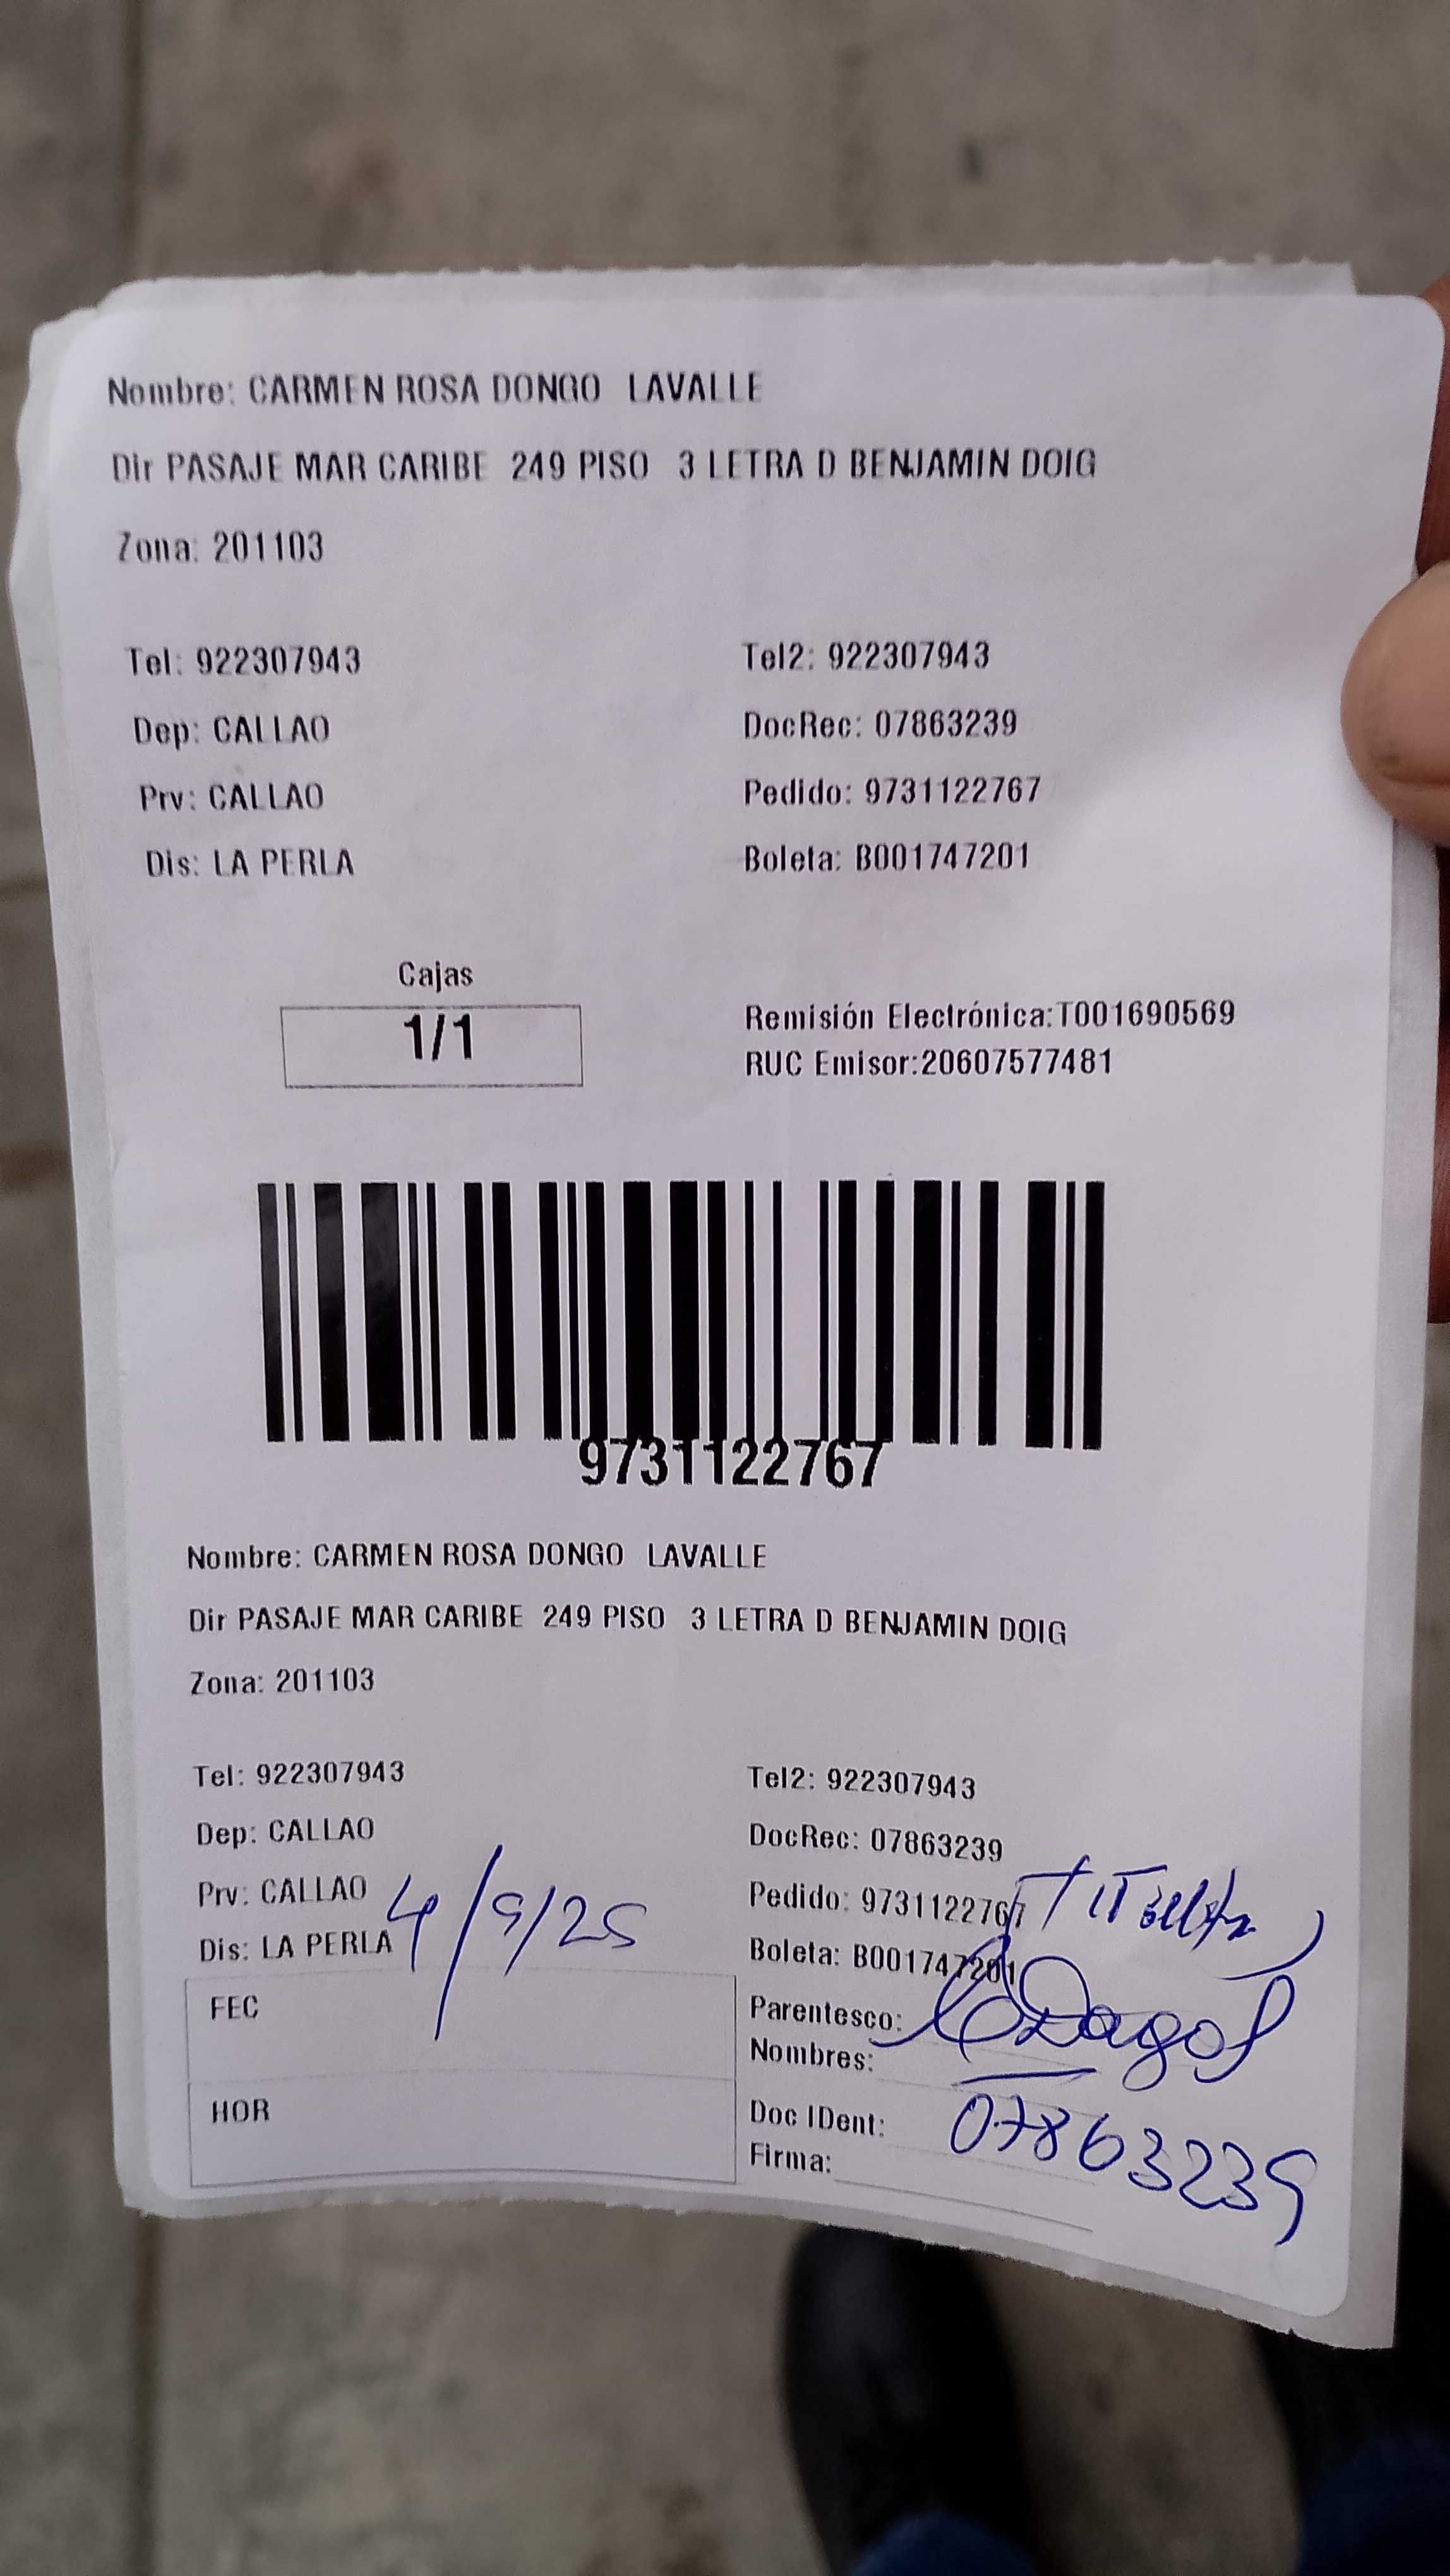 Nombre: CARMEN ROSA DONGO LAVALLE
Dir PASAJE MAR CARIBE 249 PISO 3 LETRA D BENJAMIN DOIG
Zona: 201103
Tel: 922307943 Tel2: 922307943
Dep: CALLAO DocRec: 07863239
Prv: CALLAO Pedido: 9731122767
Dis: LA PERLA Boleta: B001747201
Cajas
1/1
Remisión Electrónica:T001690569
RUC Emisor:20607577481
9731122767
Nombre: CARMEN ROSA DONGO LAVALLE
Dir PASAJE MAR CARIBE 249 PISO 3 LETRA D BENJAMIN DOIG
Zona: 201103
Tel: 922307943 Tel2: 922307943
Dep: CALLAO DocRec: 07863239
Prv: CALLAO Pedido: 9731122767
Dis: LA PERLA Boleta: B001747201
4/9/25
FEC
HOR
Parentesco:
Nombres:
Doc IDent: 07863239
Firma: